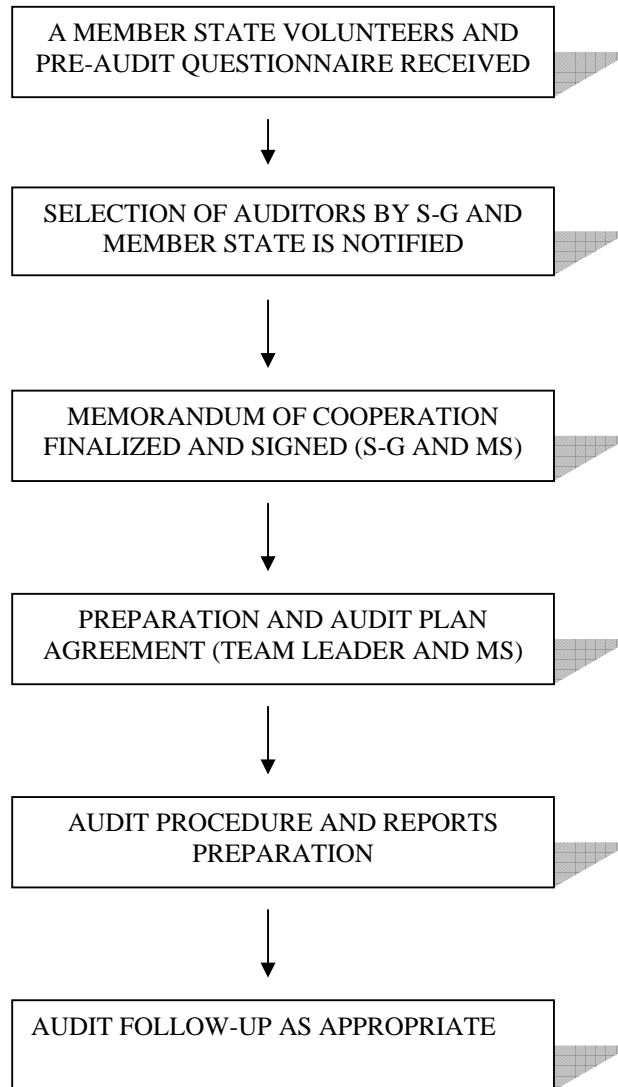 A MEMBER STATE VOLUNTEERS AND
PRE-AUDIT QUESTIONNAIRE RECEIVED
SELECTION OF AUDITORS BY S-G AND
MEMBER STATE IS NOTIFIED
MEMORANDUM OF COOPERATION
FINALIZED AND SIGNED (S-G AND MS)
PREPARATION AND AUDIT PLAN
AGREEMENT (TEAM LEADER AND MS)
AUDIT PROCEDURE AND REPORTS
PREPARATION
AUDIT FOLLOW-UP AS APPROPRIATE